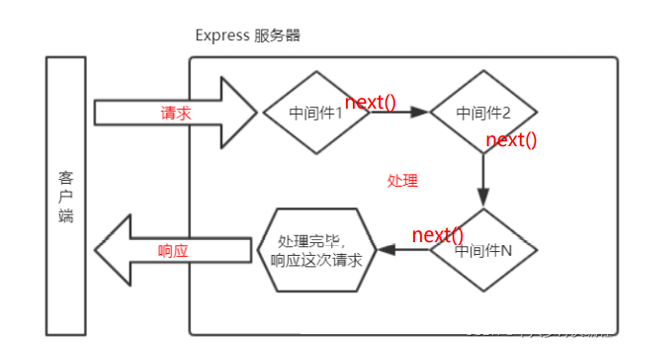 Express 服务器
请求
中间件1
next()
中间件2
next()
客户端
处理
响应
处理完毕,
响应这次请求
next()
中间件N